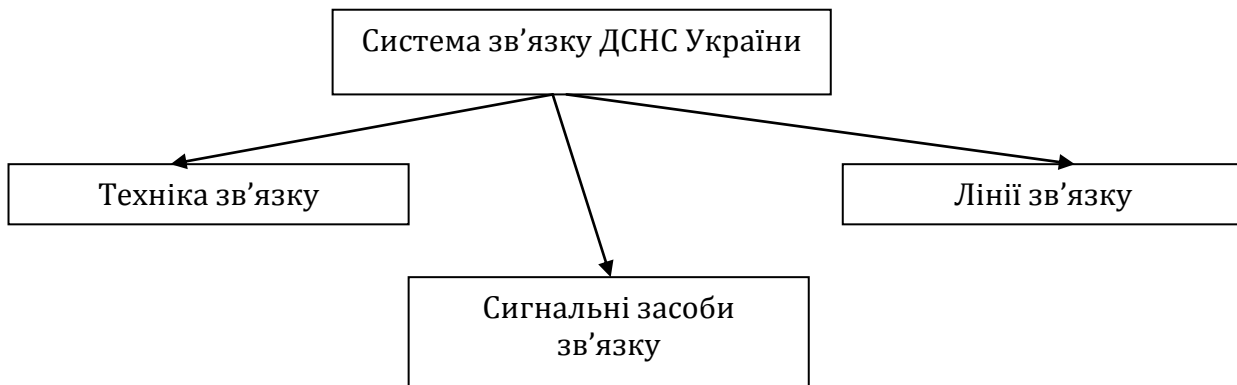 Система зв’язку ДСНС України
Техніка зв’язку
Лінії зв’язку
Сигнальні засоби
зв’язку